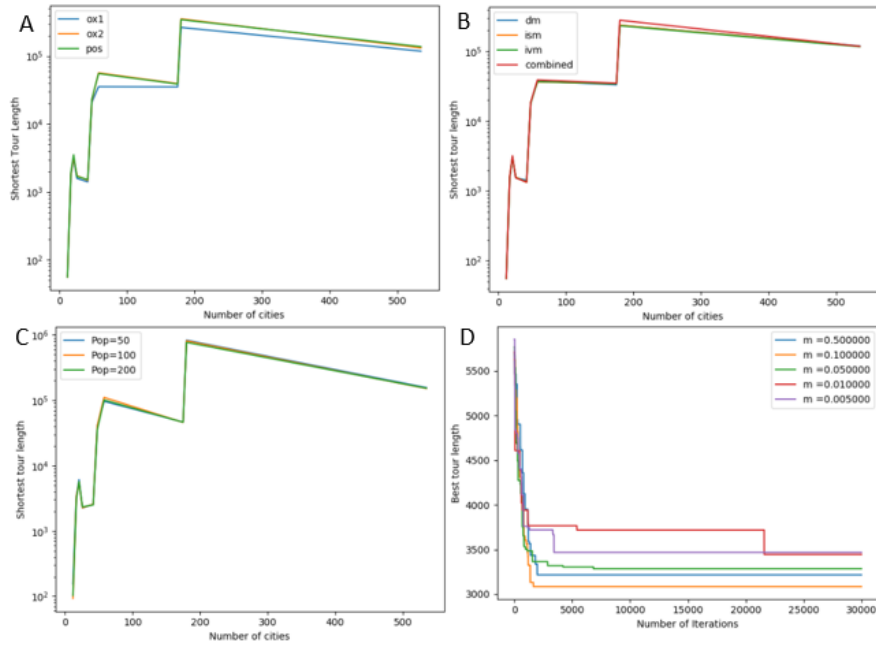 A
ox1
ox2
pos
10^5
10^4
10^3
10^2
Shortest Tour Length
0 100 200 300 400 500
Number of cities
B
dm
ism
ivm
combined
10^5
10^4
10^3
10^2
Shortest tour length
0 100 200 300 400 500
Number of cities
C
Pop=50
Pop=100
Pop=200
10^6
10^5
10^4
10^3
10^2
Shortest tour length
0 100 200 300 400 500
Number of cities
D
m =0.500000
m =0.100000
m =0.050000
m =0.010000
m =0.005000
5500
5000
4500
4000
3500
3000
Best tour length
0 5000 10000 15000 20000 25000 30000
Number of Iterations